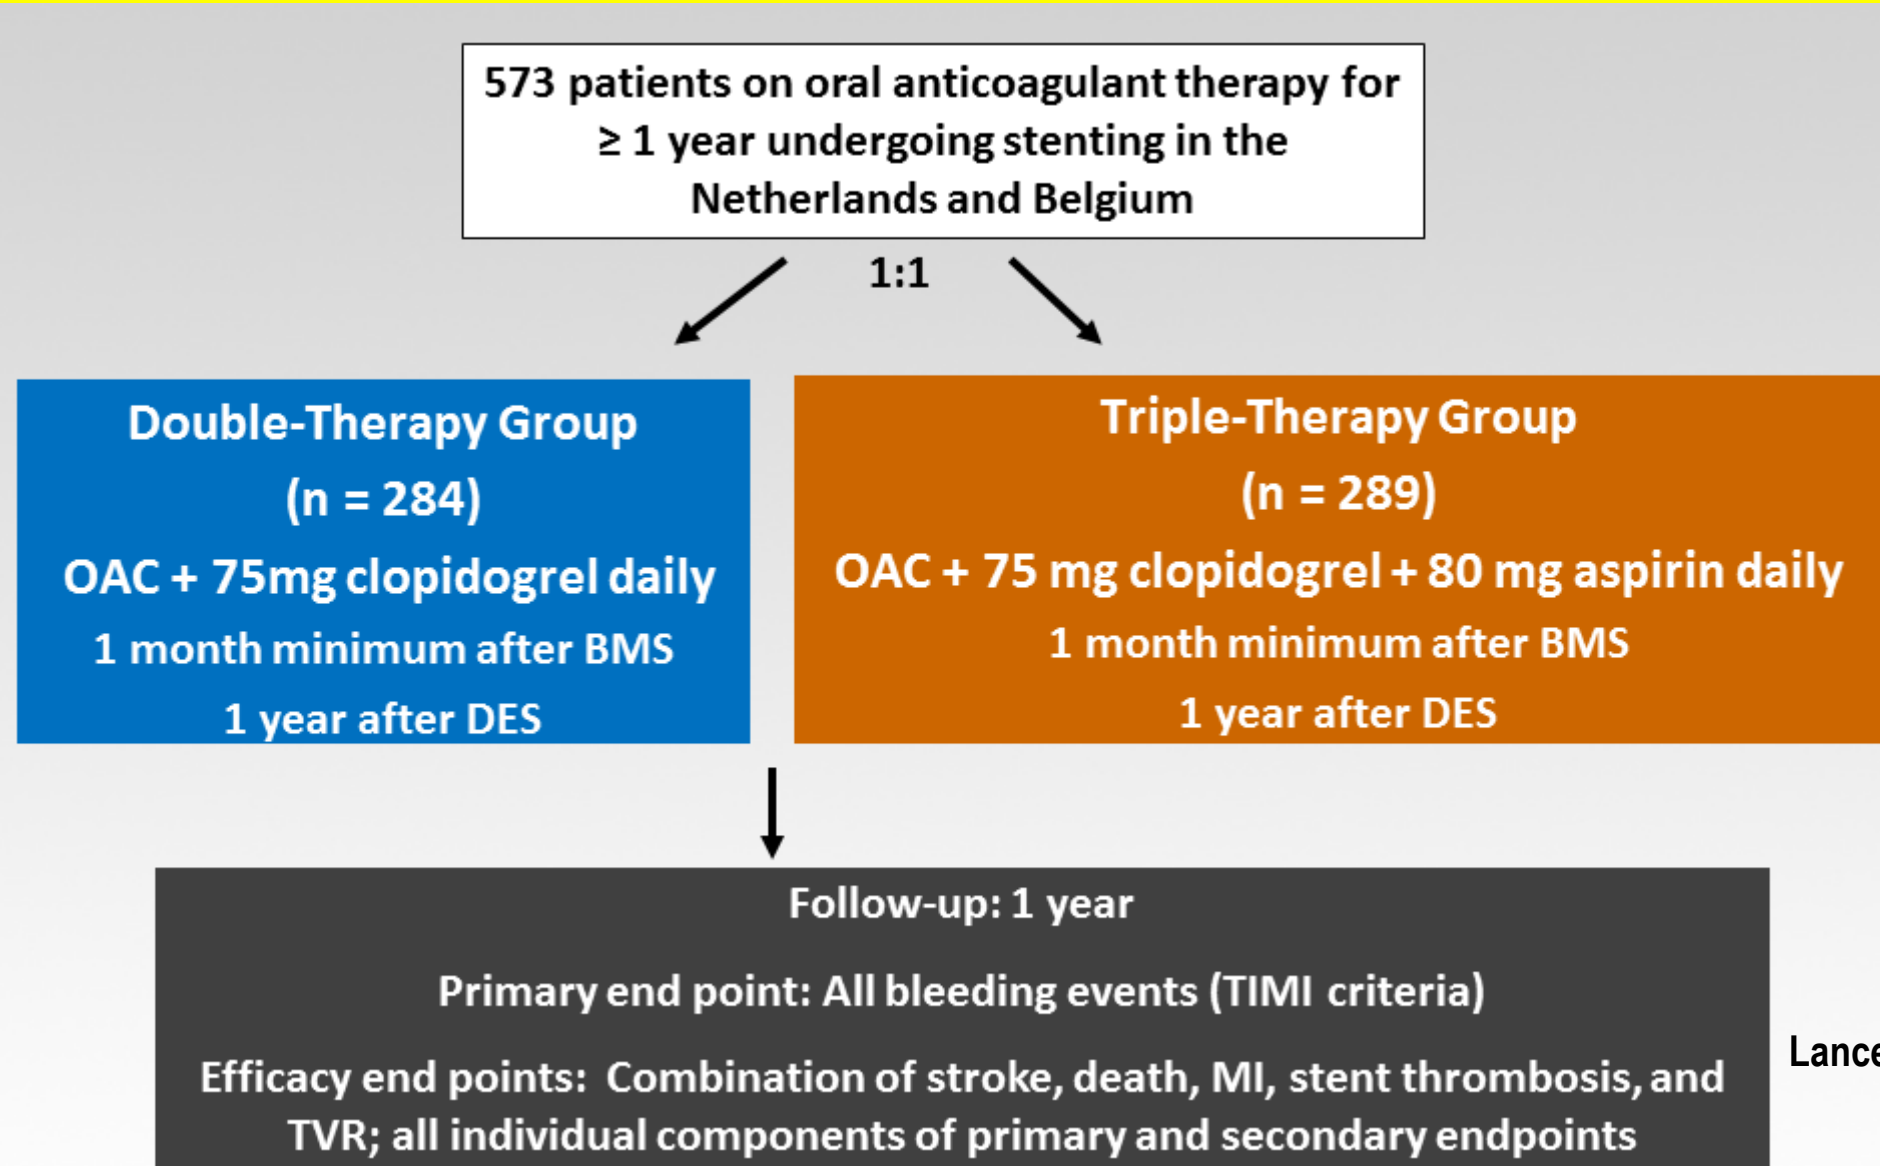 573 patients on oral anticoagulant therapy for
≥ 1 year undergoing stenting in the
Netherlands and Belgium
1:1
Double-Therapy Group
(n = 284)
OAC + 75mg clopidogrel daily
1 month minimum after BMS
1 year after DES
Triple-Therapy Group
(n = 289)
OAC + 75 mg clopidogrel + 80 mg aspirin daily
1 month minimum after BMS
1 year after DES
Follow-up: 1 year
Primary end point: All bleeding events (TIMI criteria)
Efficacy end points: Combination of stroke, death, MI, stent thrombosis, and
TVR; all individual components of primary and secondary endpoints
Lance